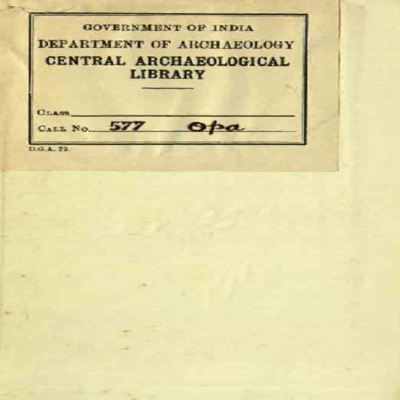 GOVERNMENT OF INDIA
DEPARTMENT OF ARCHAEOLOGY
CENTRAL ARCHAEOLOGICAL
LIBRARY
CLASS
CALL No. 577 Opa
D.G.A. 79.